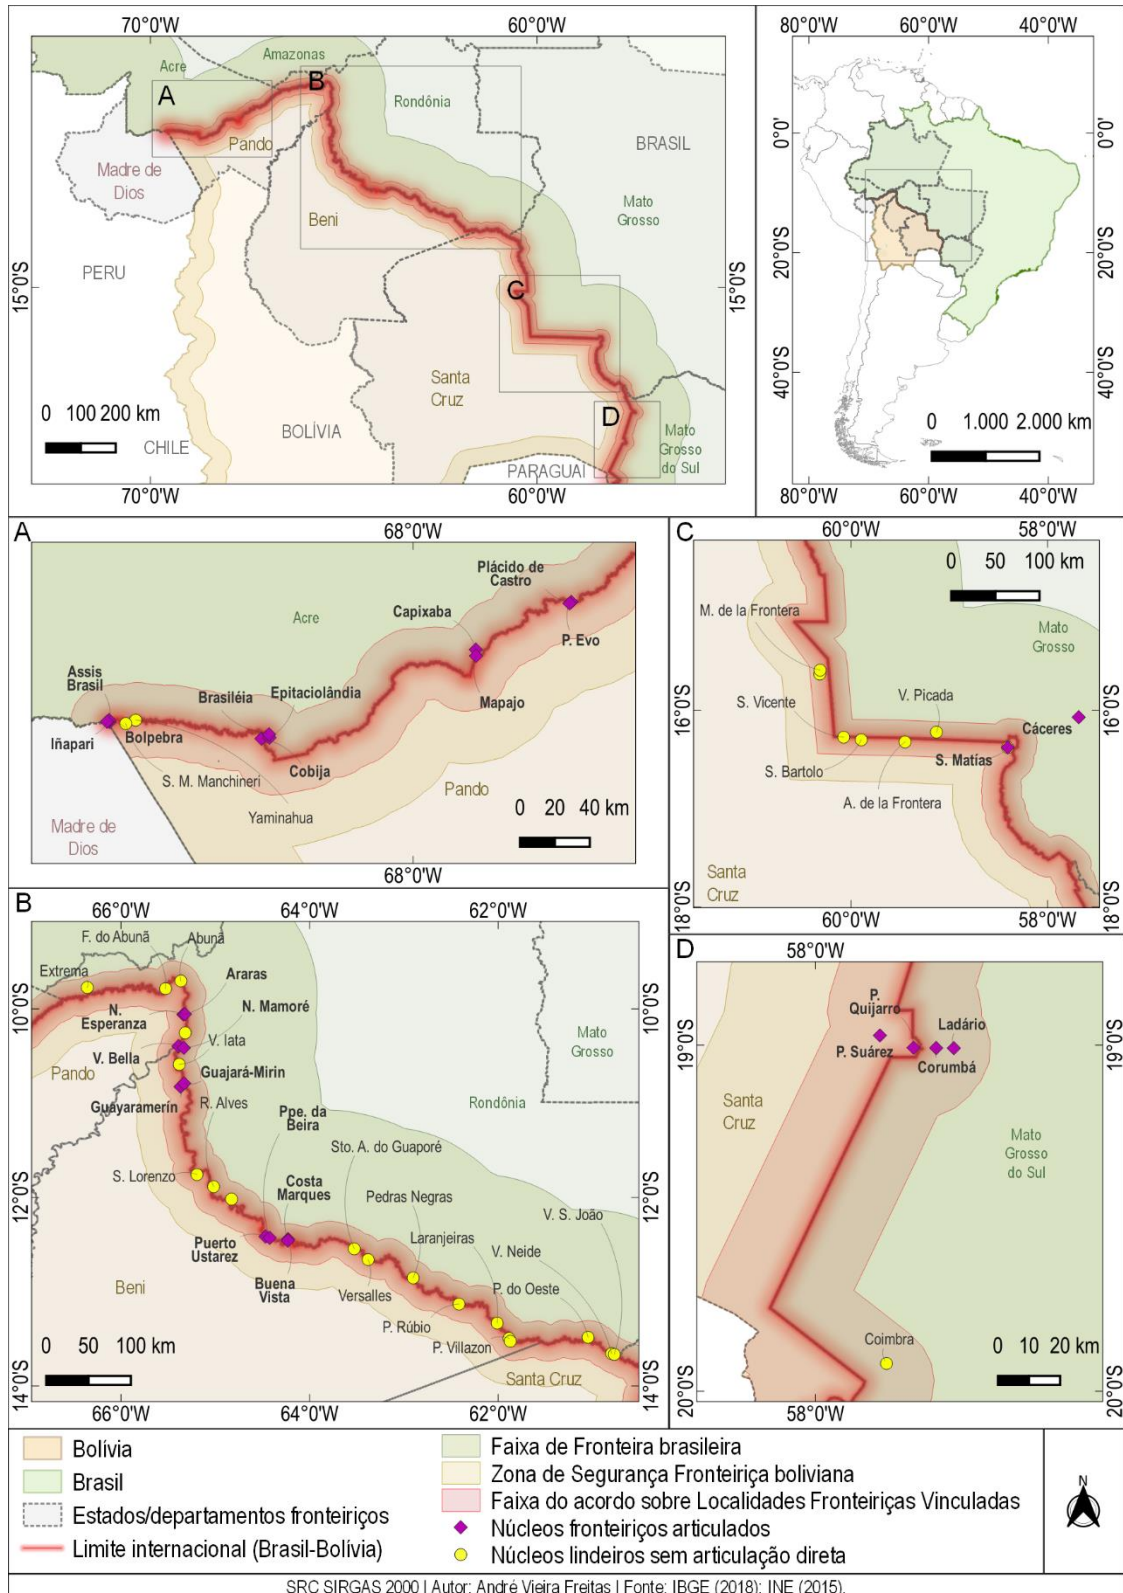 70°0'W
60°0'W
Acre
Amazonas
A
B
Rondônia
Pando
BRASIL
Madre de
Dios
Beni
Mato
Grosso
PERU
15°0'S
C
15°0'S
Santa
Cruz
0 100 200 km
D
BOLÍVIA
CHILE
PARAGUAI
Mato
Grosso
do Sul
70°0'W
60°0'W
80°0'W
60°0'W
40°0'W
0°0'
0°0'
20°0'S
20°0'S
40°0'S
40°0'S
0 1.000 2.000 km
80°0'W
60°0'W
40°0'W
A
68°0'W
Plácido de
Castro
Capixaba
Acre
P. Evo
Assis
Brasil
Brasiléia
Epitaciolândia
Mapajo
Iñapari
Bolpebra
Cobija
S. M. Manchineri
Pando
Yaminahua
0 20 40 km
Madre de
Dios
68°0'W
C
60°0'W
58°0'W
0 50 100 km
M. de la Frontera
Mato
Grosso
V. Picada
S. Vicente
16°0'S
16°0'S
Cáceres
S. Bartolo
S. Matías
A. de la Frontera
Santa
Cruz
18°0'S
18°0'S
60°0'W
58°0'W
B
66°0'W
64°0'W
62°0'W
F. do Abunã
Abunã
Extrema
Araras
10°0'S
10°0'S
N.
Esperanza
N. Mamoré
V. Iata
V. Bella
Mato
Grosso
Pando
Guajará-Mirin
Guayaramerín
R. Alves
Rondônia
Ppe. da
Beira
Sto. A. do Guaporé
S. Lorenzo
Costa
Marques
Pedras Negras
12°0'S
12°0'S
V. S. João
Laranjeiras
Puerto
Ustarez
V. Neide
Beni
Buena
Vista
Versalles
P. do Oeste
P. Rúbio
P. Villazon
0 50 100 km
Santa Cruz
14°0'S
14°0'S
66°0'W
64°0'W
62°0'W
D
58°0'W
P.
Quijarro
Ladário
19°0'S
19°0'S
P. Suárez
Corumbá
Santa
Cruz
Mato
Grosso
do Sul
Coimbra
0 10 20 km
20°0'S
20°0'S
58°0'W
Bolívia
Brasil
Estados/departamentos fronteiriços
Limite internacional (Brasil-Bolívia)
Faixa de Fronteira brasileira
Zona de Segurança Fronteiriça boliviana
Faixa do acordo sobre Localidades Fronteiriças Vinculadas
Núcleos fronteiriços articulados
Núcleos lindeiros sem articulação direta
N
SRC SIRGAS 2000 | Autor: André Vieira Freitas | Fonte: IBGE (2018); INE (2015).